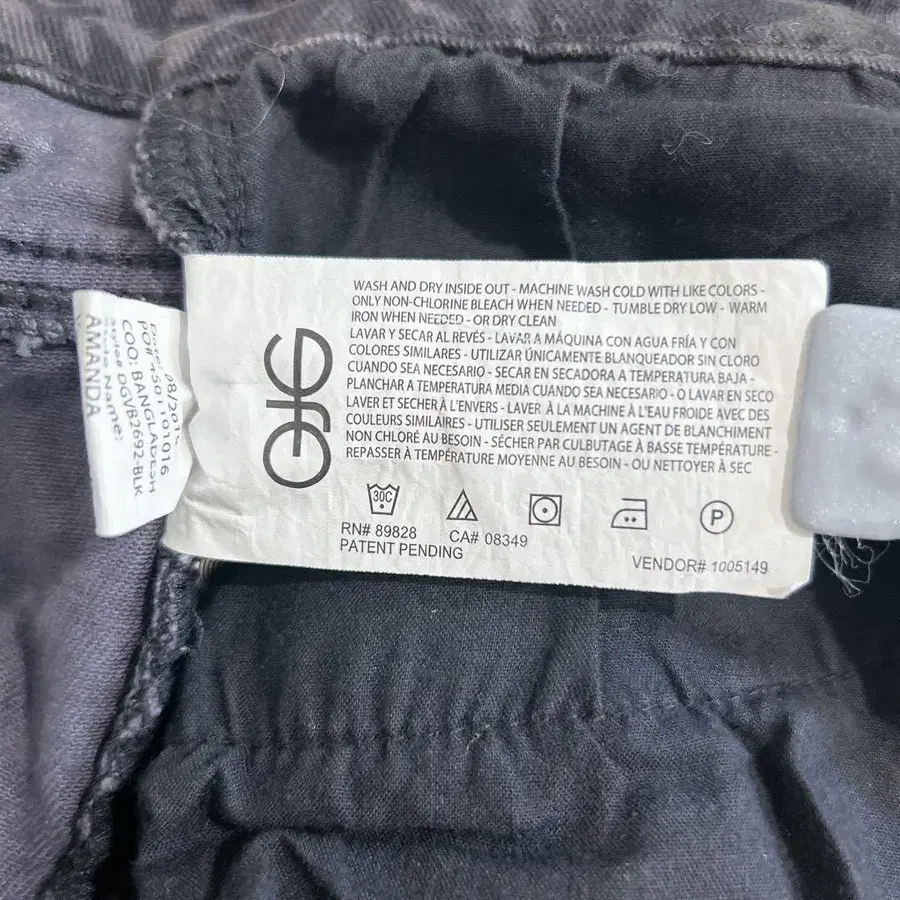 WASH AND DRY INSIDE OUT - MACHINE WASH COLD WITH LIKE COLORS -
ONLY NON-CHLORINE BLEACH WHEN NEEDED - TUMBLE DRY LOW - WARM
IRON WHEN NEEDED - OR DRY CLEAN
LAVAR Y SECAR AL REVÉS - LAVAR A MÁQUINA CON AGUA FRÍA Y CON
COLORES SIMILARES - UTILIZAR ÚNICAMENTE BLANQUEADOR SIN CLORO
CUANDO SEA NECESARIO - SECAR EN SECADORA A TEMPERATURA BAJA -
PLANCHAR A TEMPERATURA MEDIA CUANDO SEA NECESARIO - O LAVAR EN SECO
LAVER ET SECHER À L'ENVERS - LAVER À LA MACHINE À L'EAU FROIDE AVEC DES
COULEURS SIMILAIRES - UTILISER SEULEMENT UN AGENT DE BLANCHIMENT
NON CHLORÉ AU BESOIN - SÉCHER PAR CULBUTAGE À BASSE TEMPÉRATURE -
REPASSER À TEMPÉRATURE MOYENNE AU BESOIN - OU NETTOYER À SEC
30C
P
RN# 89828
CA# 08349
PATENT PENDING
VENDOR# 1005149
PO# 4501101016
COO: BANGLADESH
Style# DGVB2692-BLK
Style Name:
AMANDA